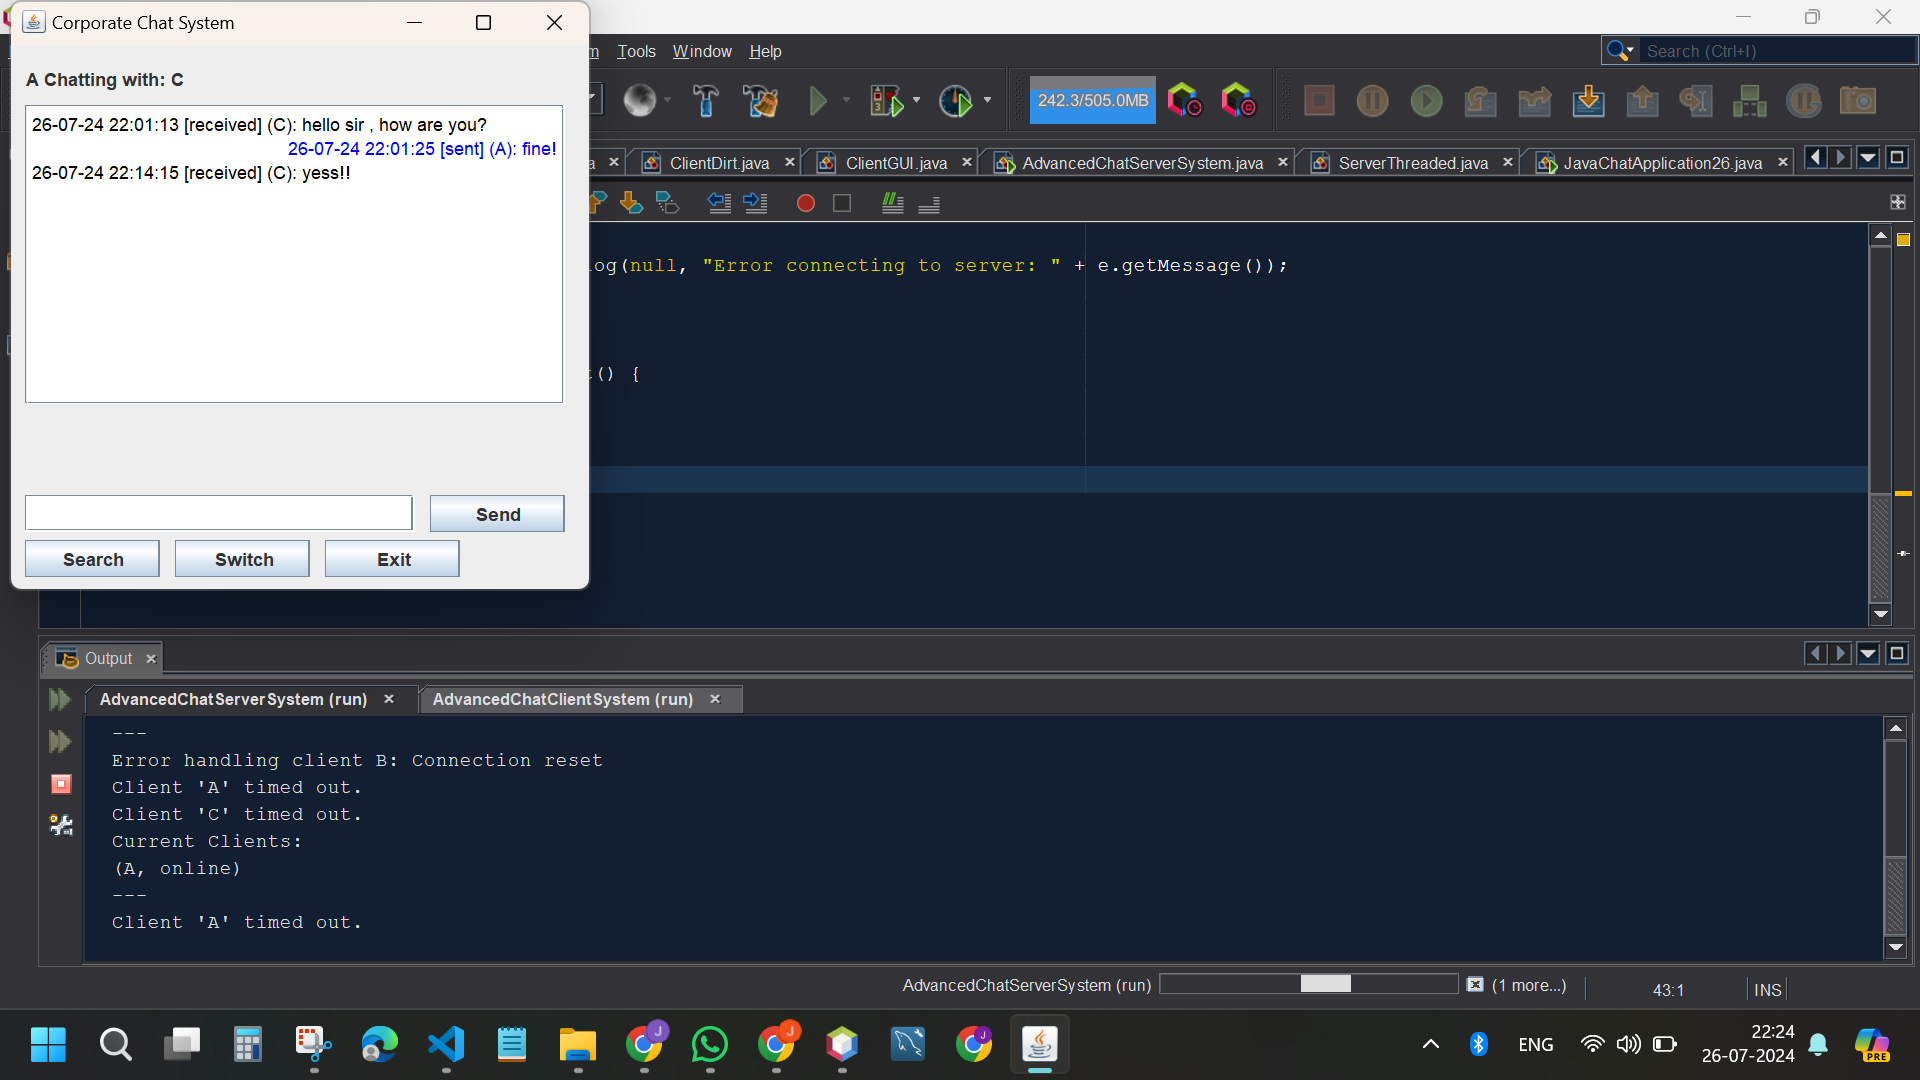 Corporate Chat System
A Chatting with: C
26-07-24 22:01:13 [received] (C): hello sir , how are you?
26-07-24 22:01:25 [sent] (A): fine!
26-07-24 22:14:15 [received] (C): yess!!
Send
Search Switch Exit
Tools Window Help
Search (Ctrl+I)
242.3/505.0MB
ClientDirt.java ClientGUI.java AdvancedChatServerSystem.java ServerThreaded.java JavaChatApplication26.java
og(null, "Error connecting to server: " + e.getMessage());
() {
Output
AdvancedChatServerSystem (run) AdvancedChatClientSystem (run)
---
Error handling client B: Connection reset
Client 'A' timed out.
Client 'C' timed out.
Current Clients:
(A, online)
---
Client 'A' timed out.
AdvancedChatServerSystem (run) (1 more...) 43:1 INS
J J J
ENG
22:24
26-07-2024
PRE